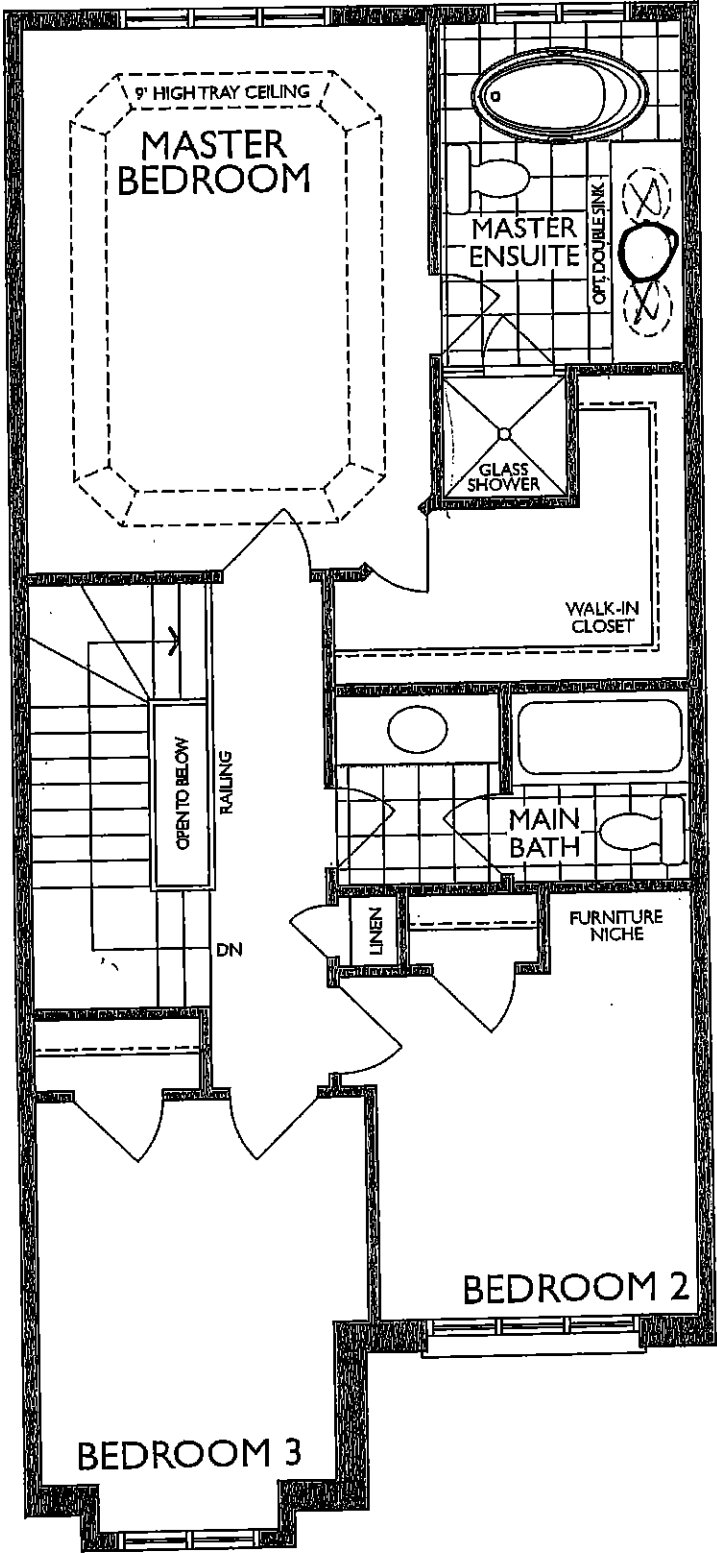 9' HIGH TRAY CEILING
MASTER
BEDROOM
MASTER
ENSUITE
OPT. DOUBLE SINK
GLASS
SHOWER
WALK-IN
CLOSET
OPEN TO BELOW
RAILING
MAIN
BATH
LINEN
FURNITURE
NICHE
DN
BEDROOM 2
BEDROOM 3